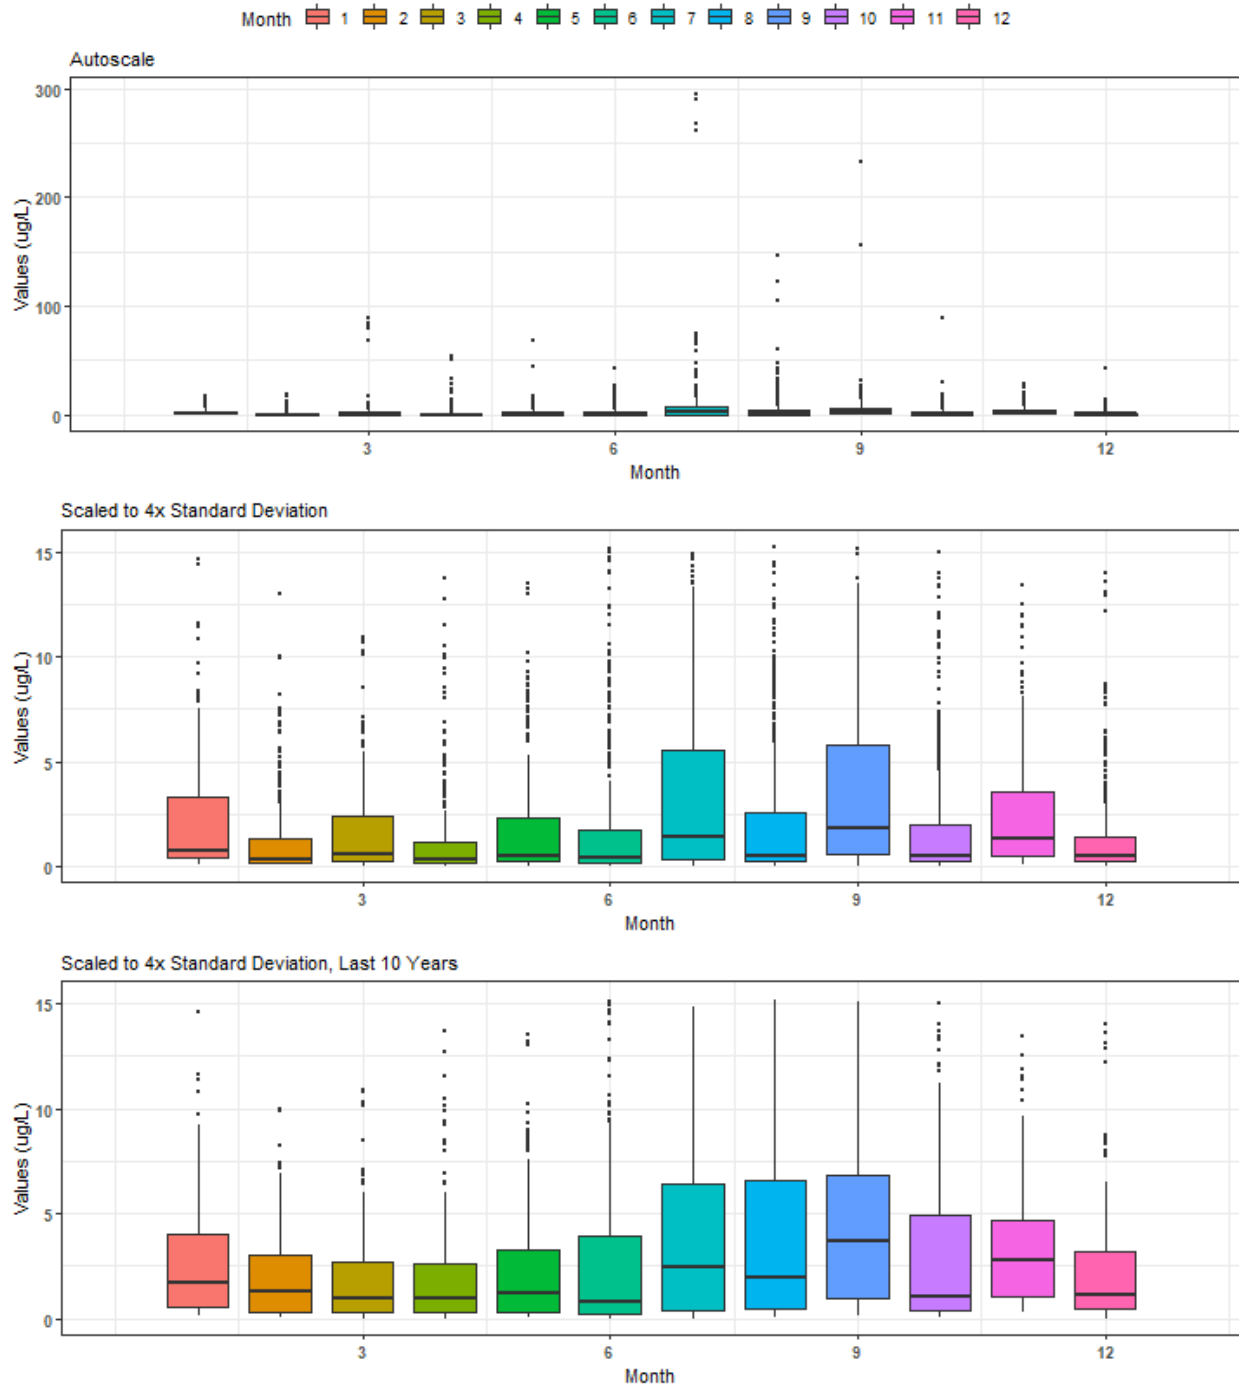 Month 1 2 3 4 5 6 7 8 9 10 11 12
Autoscale
Values (ug/L)
300
200
100
0
3 6 9 12
Month
Scaled to 4x Standard Deviation
Values (ug/L)
15
10
5
0
3 6 9 12
Month
Scaled to 4x Standard Deviation, Last 10 Years
Values (ug/L)
15
10
5
0
3 6 9 12
Month